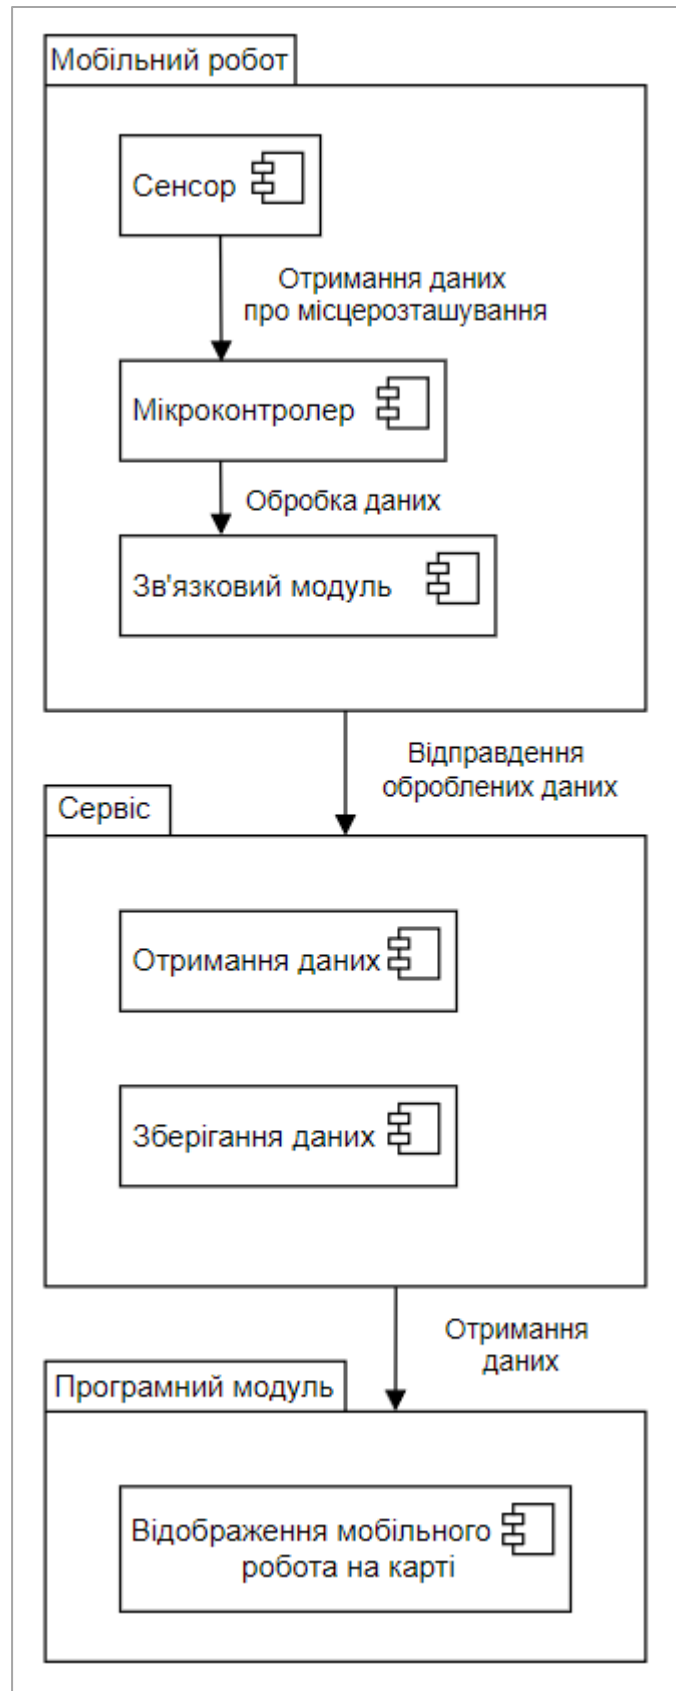 Мобільний робот
Сенсор
Отримання даних
про місцерозташування
Мікроконтролер
Обробка даних
Зв'язковий модуль
Відправдення
оброблених даних
Сервіс
Отримання даних
Зберігання даних
Отримання
даних
Програмний модуль
Відображення мобільного
робота на карті